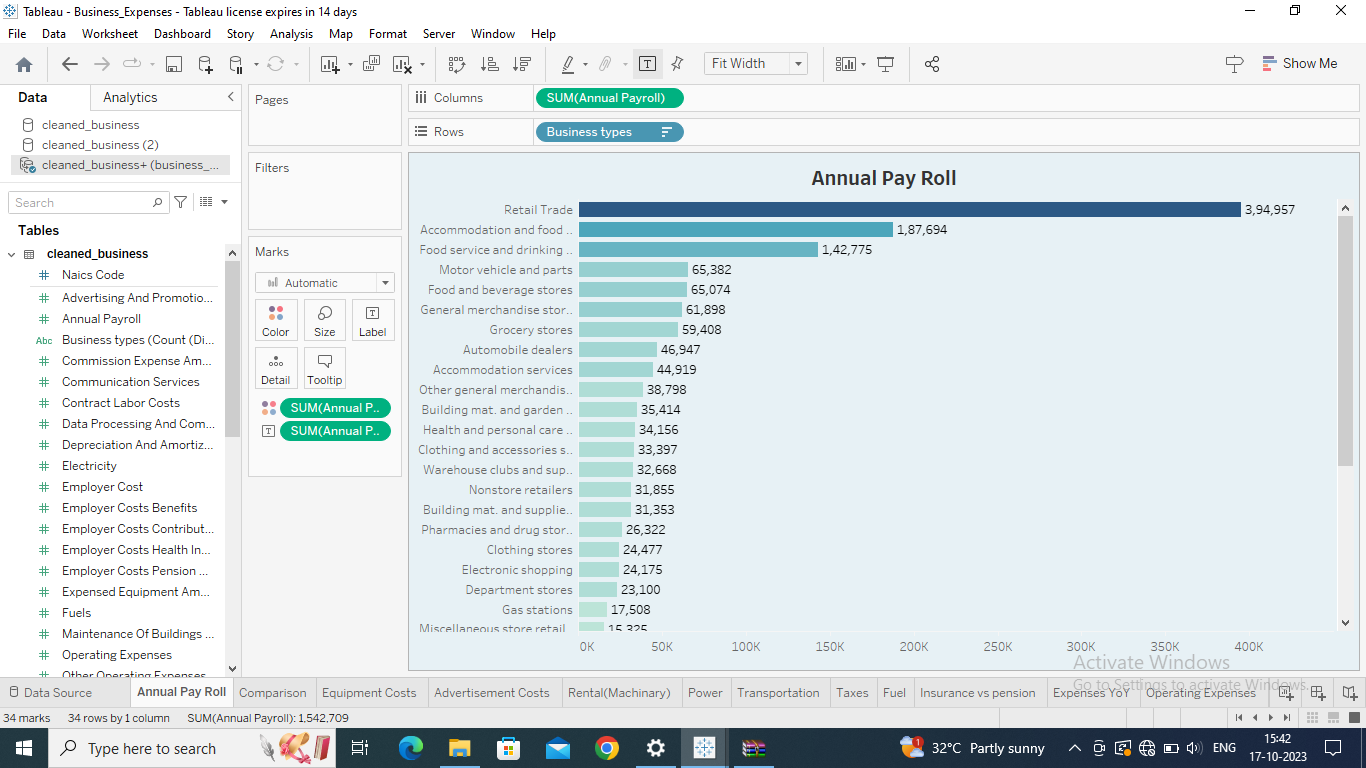 Tableau - Business_Expenses - Tableau license expires in 14 days
File Data Worksheet Dashboard Story Analysis Map Format Server Window Help
Fit Width
Show Me
Data Analytics
cleaned_business
cleaned_business (2)
cleaned_business+ (business_...
Search
Tables
cleaned_business
Naics Code
Advertising And Promotio...
Annual Payroll
Abc Business types (Count (Di...
Commission Expense Am...
Communication Services
Contract Labor Costs
Data Processing And Com...
Depreciation And Amortiz...
Electricity
Employer Cost
Employer Costs Benefits
Employer Costs Contribut...
Employer Costs Health In...
Employer Costs Pension ...
Expensed Equipment Am...
Fuels
Maintenance Of Buildings ...
Operating Expenses
Other Operating Expenses
Pages
Filters
Marks
Automatic
Color Size Label
Detail Tooltip
SUM(Annual P..
SUM(Annual P..
Columns SUM(Annual Payroll)
Rows Business types
Annual Pay Roll
Retail Trade 3,94,957
Accommodation and food .. 1,87,694
Food service and drinking .. 1,42,775
Motor vehicle and parts 65,382
Food and beverage stores 65,074
General merchandise stor.. 61,898
Grocery stores 59,408
Automobile dealers 46,947
Accommodation services 44,919
Other general merchandis.. 38,798
Building mat. and garden .. 35,414
Health and personal care .. 34,156
Clothing and accessories s.. 33,397
Warehouse clubs and sup.. 32,668
Nonstore retailers 31,855
Building mat. and supplie.. 31,353
Pharmacies and drug stor.. 26,322
Clothing stores 24,477
Electronic shopping 24,175
Department stores 23,100
Gas stations 17,508
Miscellaneous store retail.. 15,325
0K 50K 100K 150K 200K 250K 300K 350K 400K
Activate Windows
Go to Settings to activate Windows.
Data Source Annual Pay Roll Comparison Equipment Costs Advertisement Costs Rental(Machinary) Power Transportation Taxes Fuel Insurance vs pension Expenses YoY Operating Expenses
34 marks 34 rows by 1 column SUM(Annual Payroll): 1,542,709
Type here to search
1
32°C Partly sunny
ENG
15:42
17-10-2023